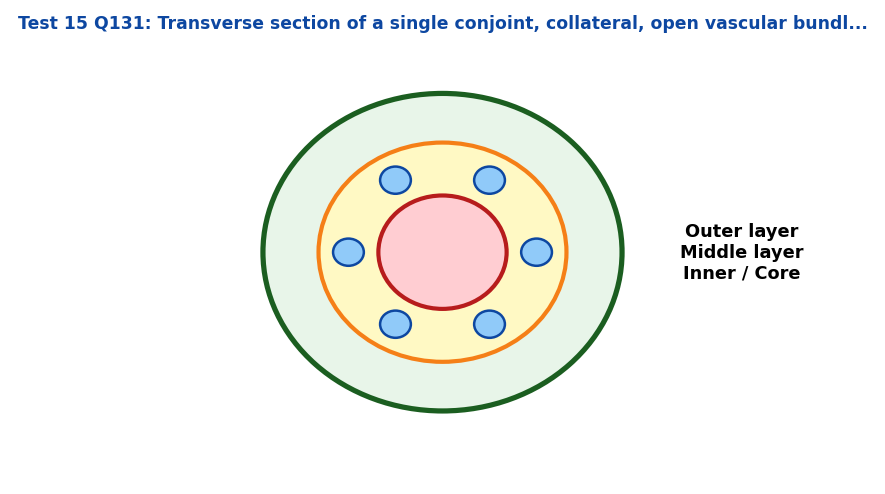 Test 15 Q131: Transverse section of a single conjoint, collateral, open vascular bundl...
Outer layer
Middle layer
Inner / Core